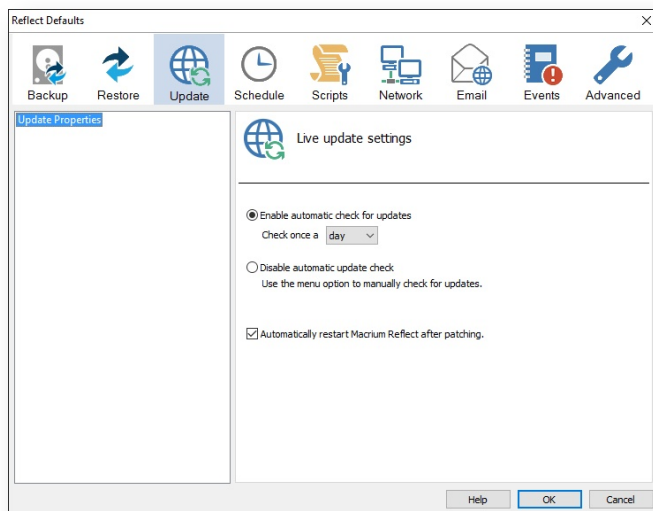 Reflect Defaults
Backup Restore Update Schedule Scripts Network Email Events Advanced
Update Properties
Live update settings
Enable automatic check for updates
Check once a day
Disable automatic update check
Use the menu option to manually check for updates.
Automatically restart Macrium Reflect after patching.
Help OK Cancel